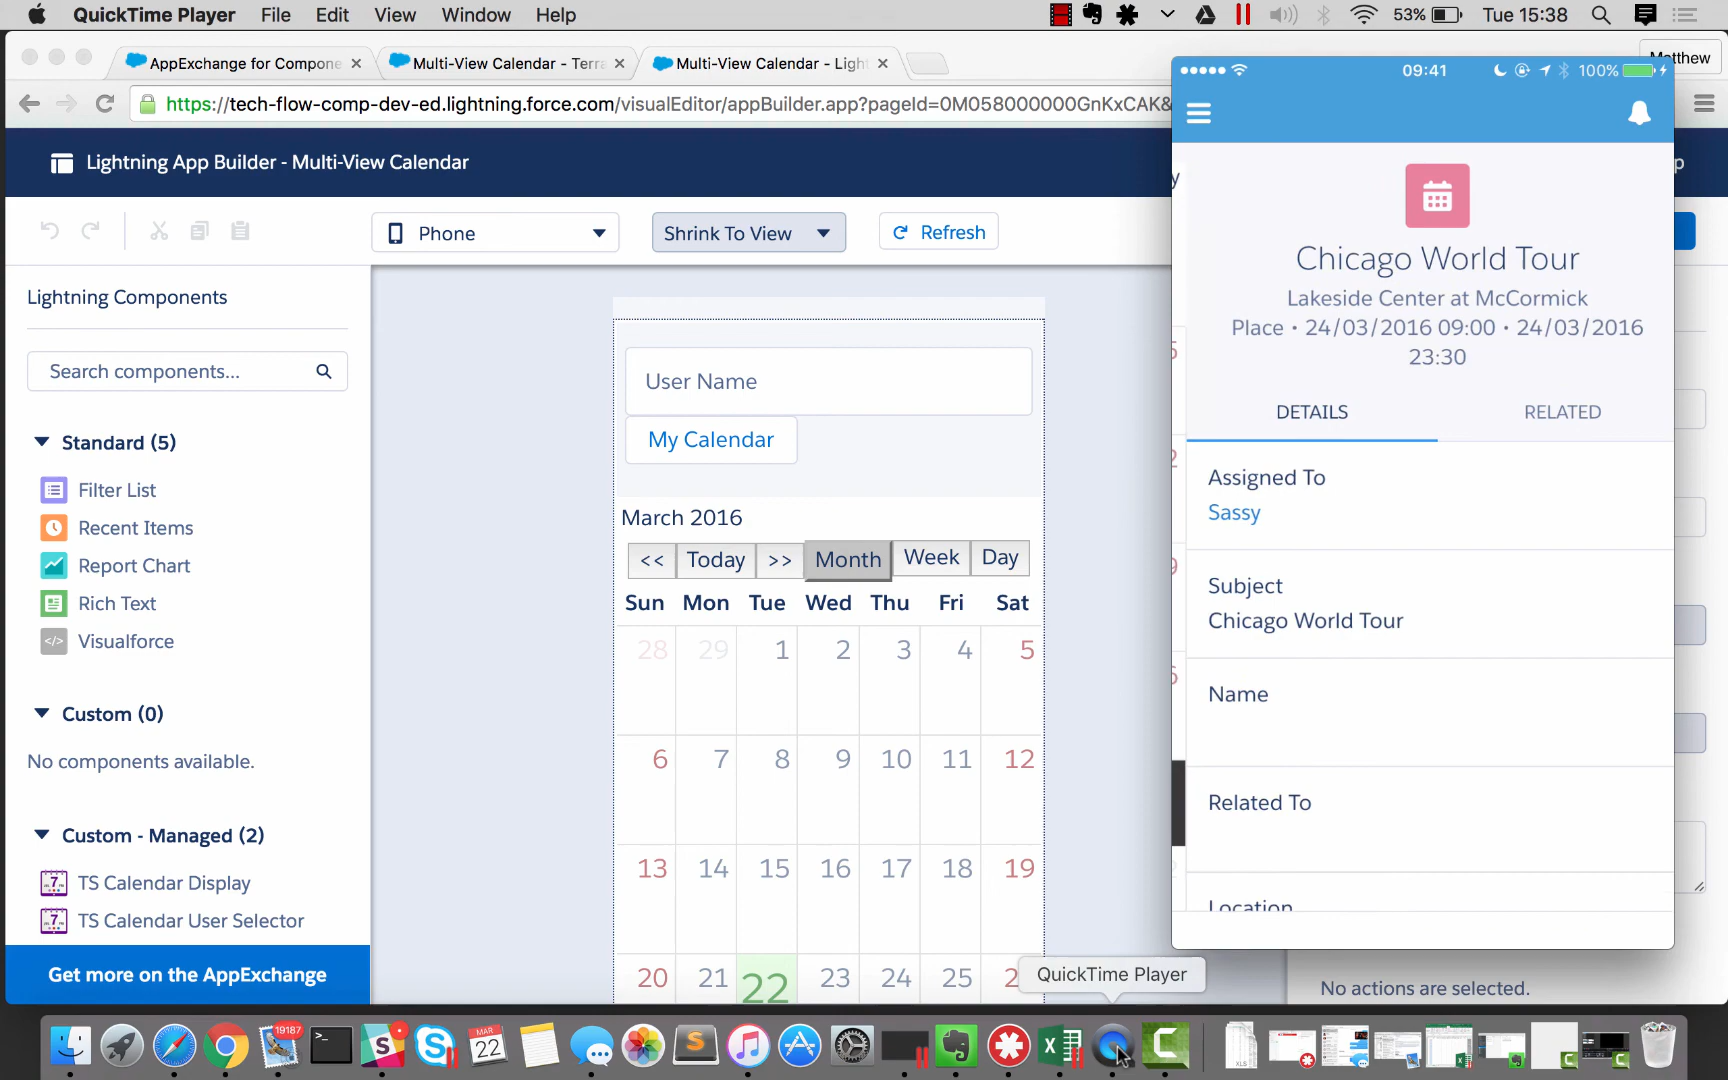 QuickTime Player File Edit View Window Help
53% Tue 15:38
AppExchange for Compone
Multi-View Calendar - Terra
Multi-View Calendar - Light
https://tech-flow-comp-dev-ed.lightning.force.com/visualEditor/appBuilder.app?pageId=0M058000000GnKxCAK&
Lightning App Builder - Multi-View Calendar
Phone
Shrink To View
Refresh
Lightning Components
Search components...
Standard (5)
Filter List
Recent Items
Report Chart
Rich Text
Visualforce
Custom (0)
No components available.
Custom - Managed (2)
TS Calendar Display
TS Calendar User Selector
Get more on the AppExchange
User Name
My Calendar
March 2016
<< Today >> Month Week Day
Sun Mon Tue Wed Thu Fri Sat
28 29 1 2 3 4 5
6 7 8 9 10 11 12
13 14 15 16 17 18 19
20 21 22 23 24 25 2
QuickTime Player
09:41
100%
Chicago World Tour
Lakeside Center at McCormick
Place • 24/03/2016 09:00 • 24/03/2016
23:30
DETAILS RELATED
Assigned To
Sassy
Subject
Chicago World Tour
Name
Related To
Location
No actions are selected.
19187
MAR
22